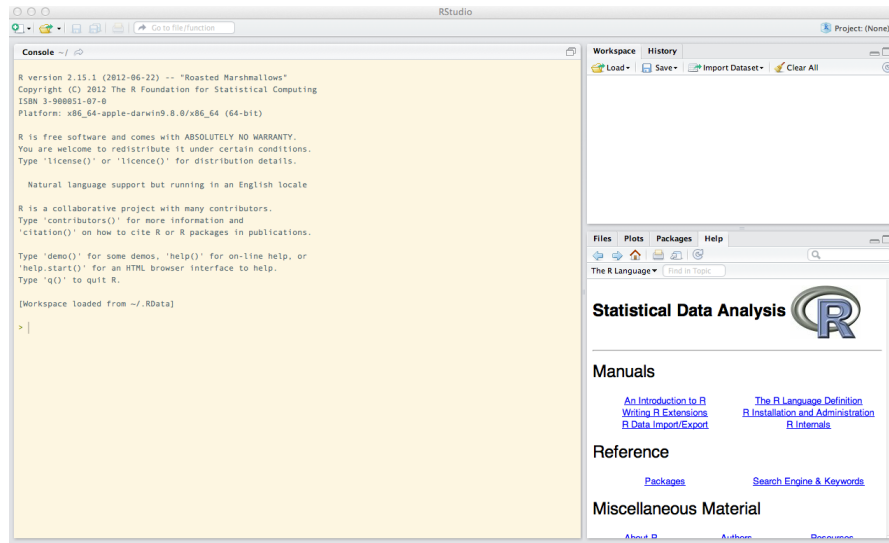 RStudio
Go to file/function
Project: (None)
Console ~/
R version 2.15.1 (2012-06-22) -- "Roasted Marshmallows"
Copyright (C) 2012 The R Foundation for Statistical Computing
ISBN 3-900051-07-0
Platform: x86_64-apple-darwin9.8.0/x86_64 (64-bit)
R is free software and comes with ABSOLUTELY NO WARRANTY.
You are welcome to redistribute it under certain conditions.
Type 'license()' or 'licence()' for distribution details.
Natural language support but running in an English locale
R is a collaborative project with many contributors.
Type 'contributors()' for more information and
'citation()' on how to cite R or R packages in publications.
Type 'demo()' for some demos, 'help()' for on-line help, or
'help.start()' for an HTML browser interface to help.
Type 'q()' to quit R.
[Workspace loaded from ~/.RData]
>
Workspace History
Load Save Import Dataset Clear All
Files Plots Packages Help
The R Language Find in Topic
Statistical Data Analysis R
Manuals
An Introduction to R The R Language Definition
Writing R Extensions R Installation and Administration
R Data Import/Export R Internals
Reference
Packages Search Engine & Keywords
Miscellaneous Material
About R Authors Resources